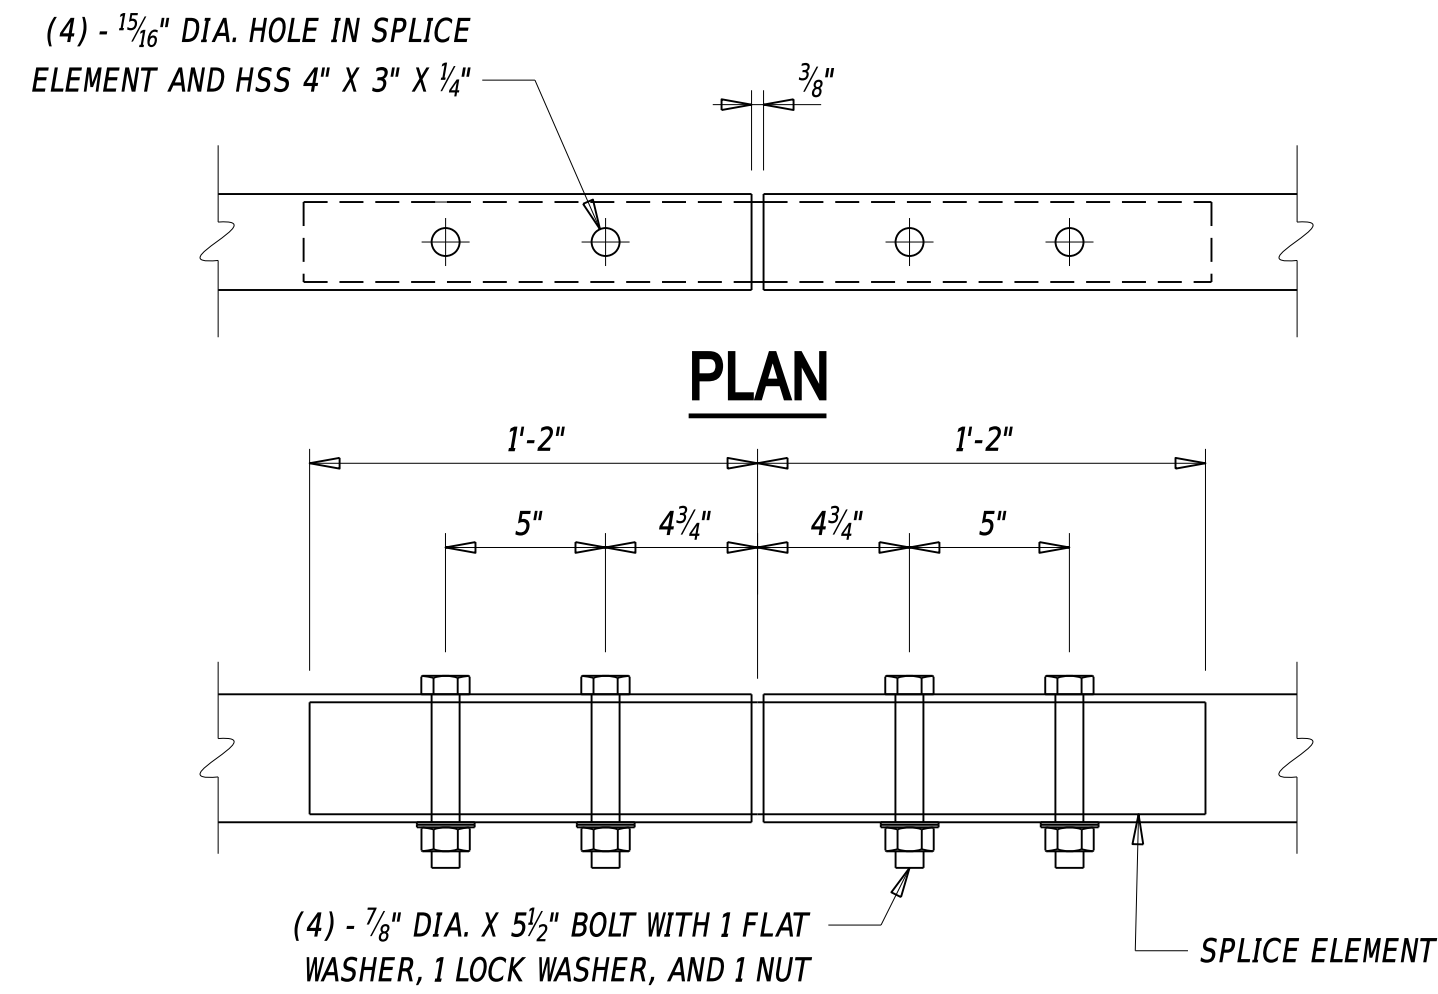 (4) - 15/16" DIA. HOLE IN SPLICE
ELEMENT AND HSS 4" X 3" X 1/4"
3/8"
PLAN
1'-2" 1'-2"
5" 4 3/4" 4 3/4" 5"
(4) - 7/8" DIA. X 5 1/2" BOLT WITH 1 FLAT
WASHER, 1 LOCK WASHER, AND 1 NUT
SPLICE ELEMENT